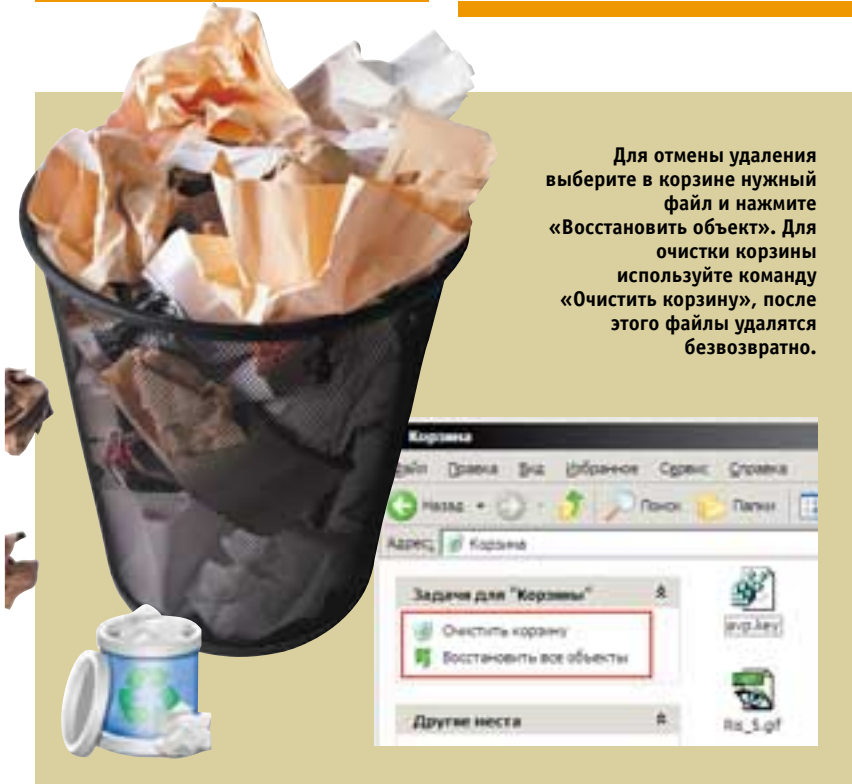 Для отмены удаления
выберите в корзине нужный
файл и нажмите
«Восстановить объект». Для
очистки корзины
используйте команду
«Очистить корзину», после
этого файлы удалятся
безвозвратно.
Корзина
Файл Правка Вид Избранное Сервис Справка
Назад Поиск Папки
Адрес: Корзина
Задачи для "Корзины"
Очистить корзину
Восстановить все объекты
avp.key
Другие места
Ris_5.gif